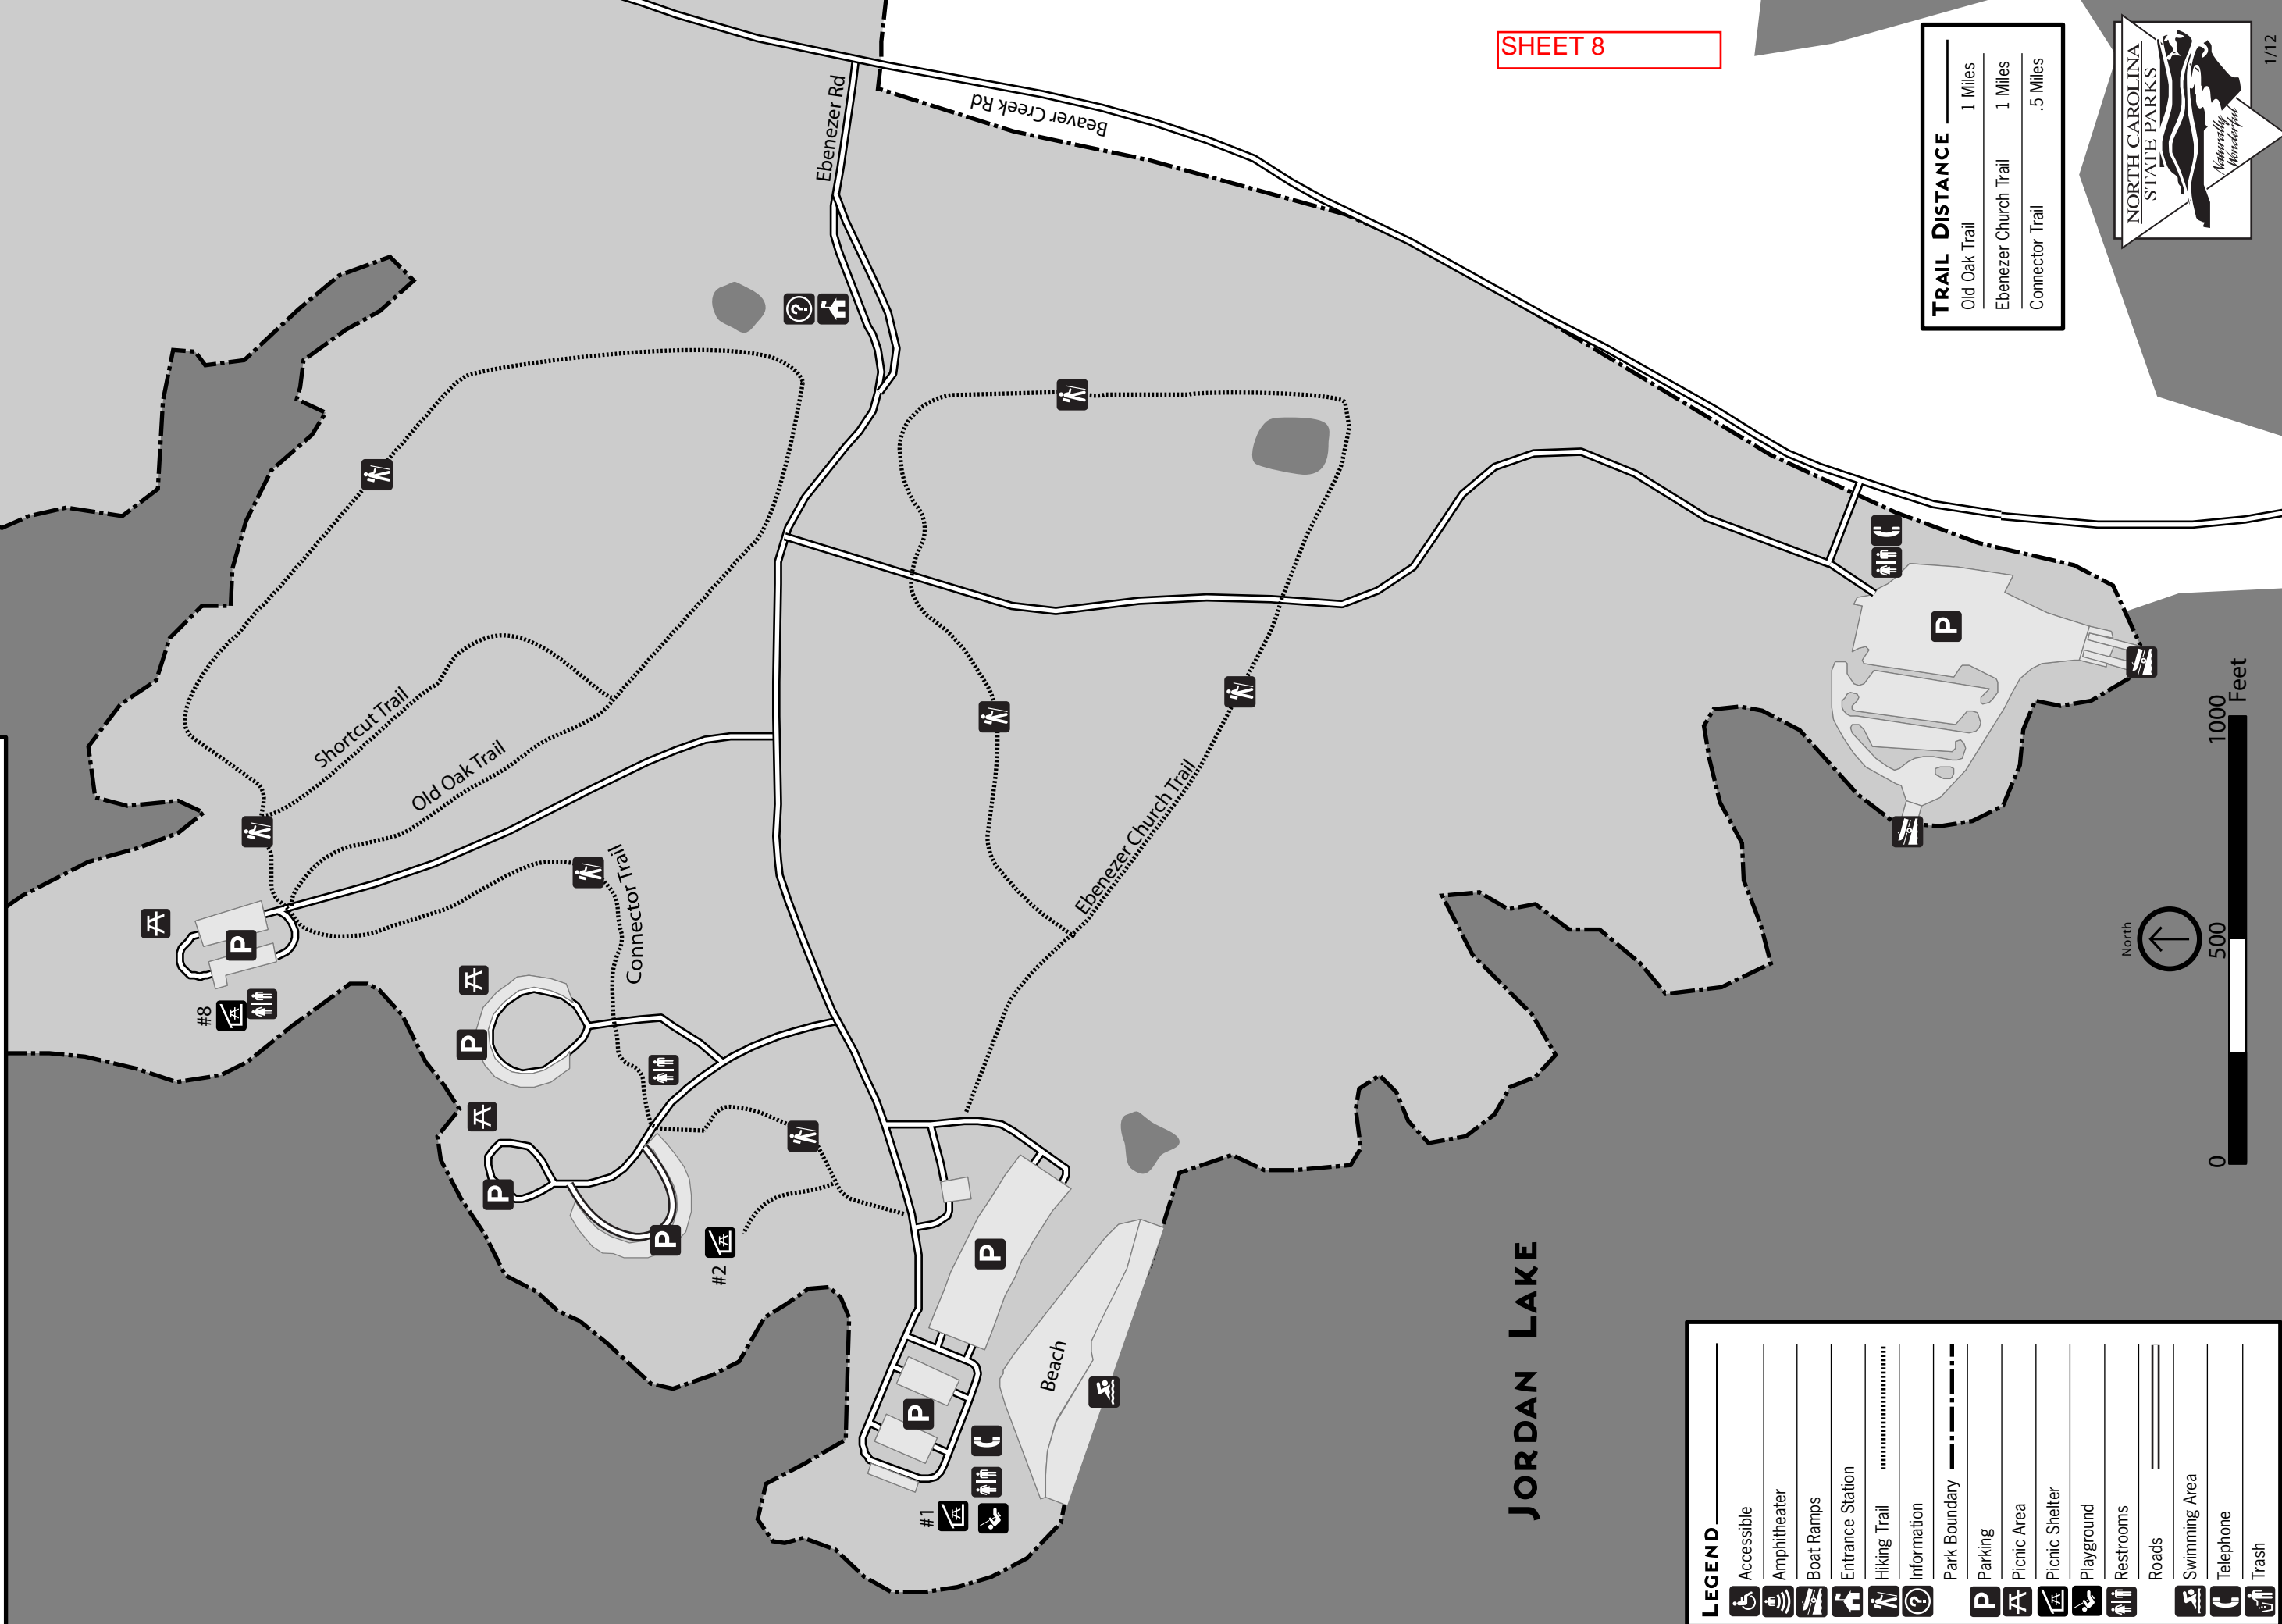 SHEET 8
Ebenezer Rd
Beaver Creek Rd
TRAIL DISTANCE
Old Oak Trail 1 Miles
Ebenezer Church Trail 1 Miles
Connector Trail .5 Miles
NORTH CAROLINA
STATE PARKS
Naturally
Wonderful
1/12
Shortcut Trail
Old Oak Trail
Connector Trail
Ebenezer Church Trail
P
#8
P
P
P
#2
P
P
#1
Beach
P
JORDAN LAKE
North
0 500 1000
Feet
LEGEND
Accessible
Amphitheater
Boat Ramps
Entrance Station
Hiking Trail
? Information
Park Boundary
P Parking
Picnic Area
Picnic Shelter
Playground
Restrooms
Roads
Swimming Area
Telephone
Trash